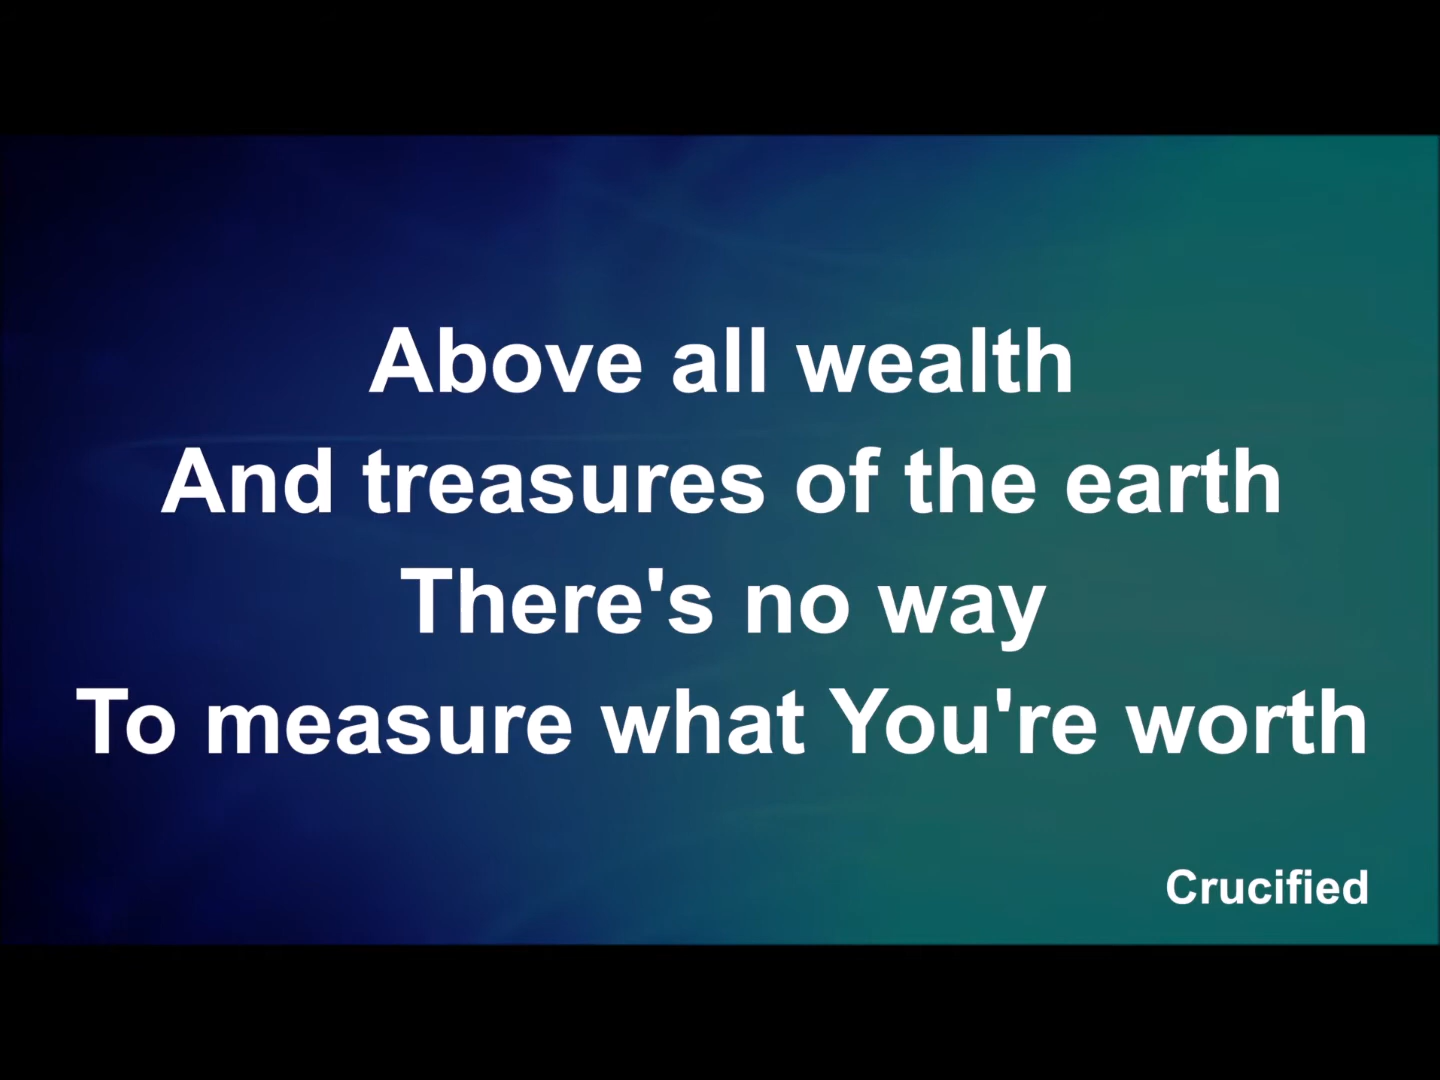 Above all wealth
And treasures of the earth
There's no way
To measure what You're worth
Crucified